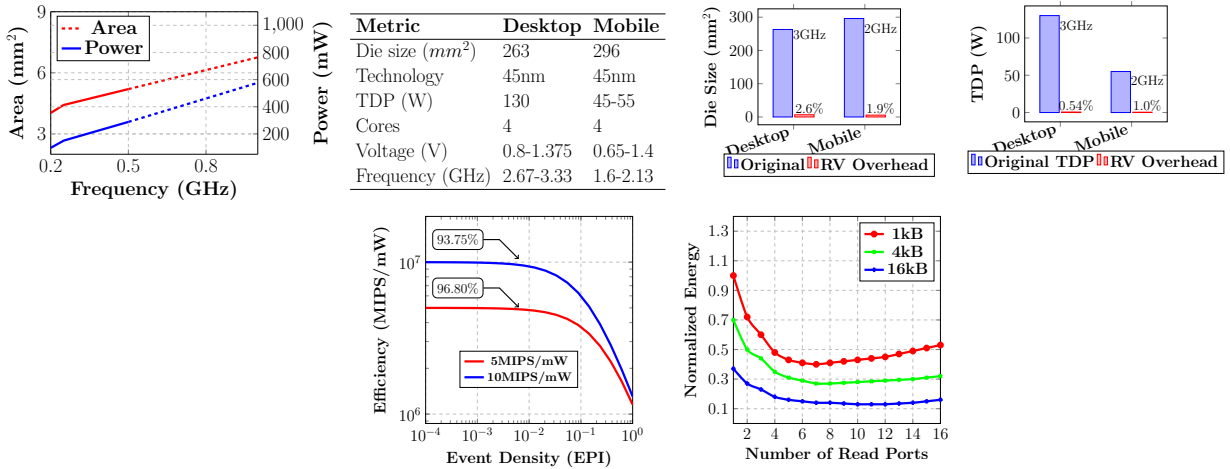 9
6
3
Area (mm²)
Area
Power
1,000
800
600
400
200
Power (mW)
0.2
0.5
0.8
Frequency (GHz)
Metric Desktop Mobile
Die size (mm²) 263 296
Technology 45nm 45nm
TDP (W) 130 45-55
Cores 4 4
Voltage (V) 0.8-1.375 0.65-1.4
Frequency (GHz) 2.67-3.33 1.6-2.13
Die Size (mm²)
300
200
100
0
3GHz
2GHz
2.6%
1.9%
Desktop
Mobile
Original RV Overhead
TDP (W)
100
50
0
3GHz
2GHz
0.54%
1.0%
Desktop
Mobile
Original TDP RV Overhead
Efficiency (MIPS/mW)
10⁷
10⁶
93.75%
96.80%
5MIPS/mW
10MIPS/mW
10⁻⁴ 10⁻³ 10⁻² 10⁻¹ 10⁰
Event Density (EPI)
Normalized Energy
1.3
1.1
0.9
0.7
0.5
0.3
0.1
1kB
4kB
16kB
2 4 6 8 10 12 14 16
Number of Read Ports